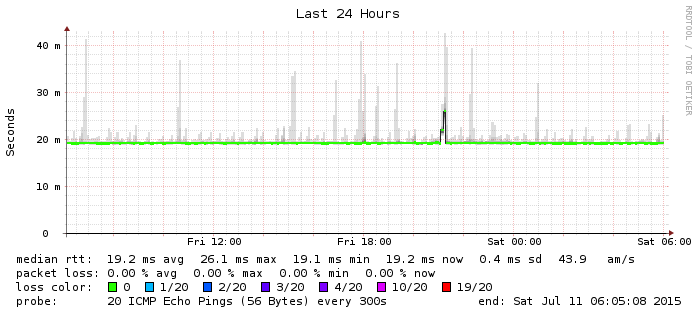 Last 24 Hours
RRDTOOL / TOBI OETIKER
Seconds
40 m
30 m
20 m
10 m
0
Fri 12:00 Fri 18:00 Sat 00:00 Sat 06:00
median rtt: 19.2 ms avg 26.1 ms max 19.1 ms min 19.2 ms now 0.4 ms sd 43.9 am/s
packet loss: 0.00 % avg 0.00 % max 0.00 % min 0.00 % now
loss color: 0 1/20 2/20 3/20 4/20 10/20 19/20
probe: 20 ICMP Echo Pings (56 Bytes) every 300s end: Sat Jul 11 06:05:08 2015